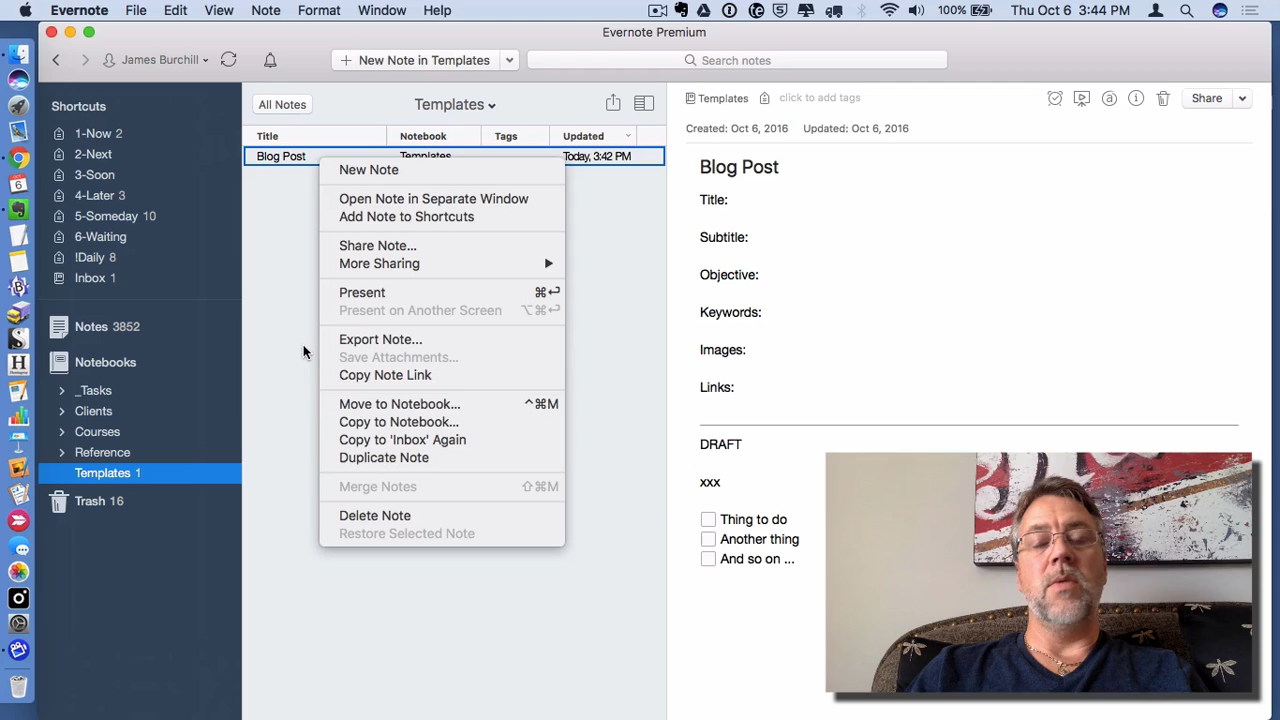 Evernote File Edit View Note Format Window Help
100% Thu Oct 6 3:44 PM
Evernote Premium
James Burchill
New Note in Templates
Search notes
Shortcuts
1-Now 2
2-Next
3-Soon
4-Later 3
5-Someday 10
6-Waiting
!Daily 8
Inbox 1
Notes 3852
Notebooks
_Tasks
Clients
Courses
Reference
Templates 1
Trash 16
All Notes
Templates
Title Notebook Tags Updated
Blog Post Templates Today, 3:42 PM
New Note
Open Note in Separate Window
Add Note to Shortcuts
Share Note...
More Sharing
Present ⌘↩
Present on Another Screen ⌥⌘↩
Export Note...
Save Attachments...
Copy Note Link
Move to Notebook... ^⌘M
Copy to Notebook...
Copy to 'Inbox' Again
Duplicate Note
Merge Notes ⇧⌘M
Delete Note
Restore Selected Note
Templates click to add tags
Share
Created: Oct 6, 2016 Updated: Oct 6, 2016
Blog Post
Title:
Subtitle:
Objective:
Keywords:
Images:
Links:
DRAFT
xxx
Thing to do
Another thing
And so on ...